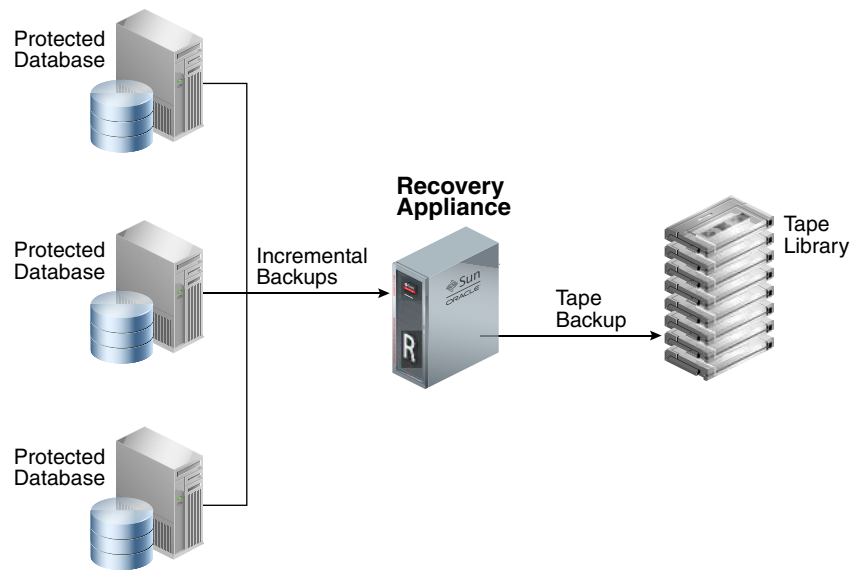 Protected
Database
Protected
Database
Protected
Database
Incremental
Backups
Recovery
Appliance
Sun
ORACLE
R
Tape
Backup
Tape
Library